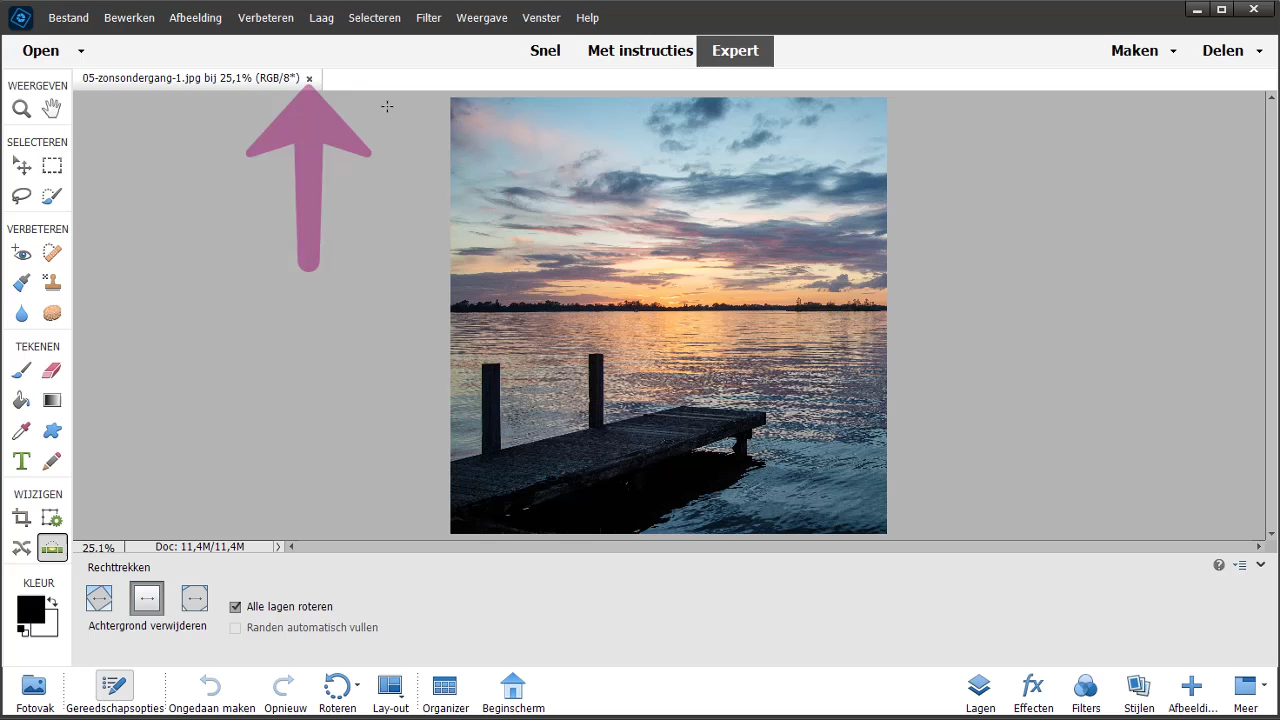 Bestand Bewerken Afbeelding Verbeteren Laag Selecteren Filter Weergave Venster Help
Open Snel Met instructies Expert Maken Delen
05-zonsondergang-1.jpg bij 25,1% (RGB/8*) ×
WEERGEVEN
SELECTEREN
VERBETEREN
TEKENEN
WIJZIGEN
KLEUR
25,1% Doc: 11,4M/11,4M
Rechttrekken
Alle lagen roteren
Achtergrond verwijderen
Randen automatisch vullen
Fotovak Gereedschapsopties Ongedaan maken Opnieuw Roteren Lay-out Organizer Beginscherm Lagen Effecten Filters Stijlen Afbeeldi... Meer